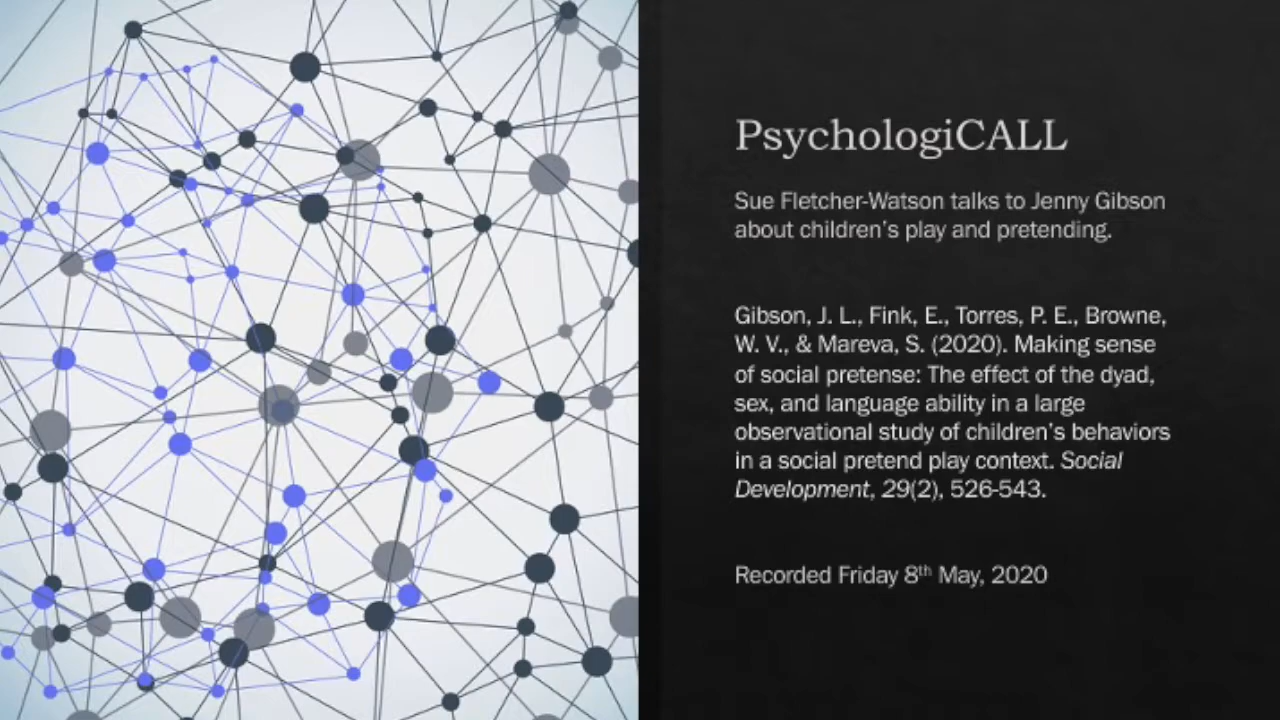 PsychologiCALL
Sue Fletcher-Watson talks to Jenny Gibson
about children’s play and pretending.
Gibson, J. L., Fink, E., Torres, P. E., Browne,
W. V., & Mareva, S. (2020). Making sense
of social pretense: The effect of the dyad,
sex, and language ability in a large
observational study of children’s behaviors
in a social pretend play context. Social
Development, 29(2), 526-543.
Recorded Friday 8th May, 2020